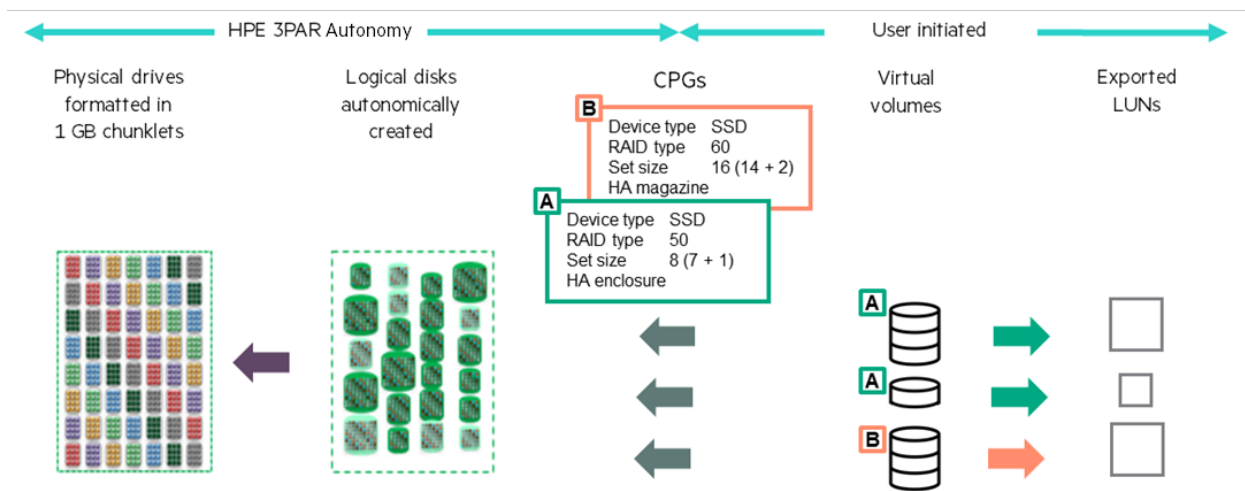 HPE 3PAR Autonomy
User initiated
Physical drives
formatted in
1 GB chunklets
Logical disks
autonomically
created
CPGs
Virtual
volumes
Exported
LUNs
B
Device type SSD
RAID type 60
Set size 16 (14 + 2)
HA magazine
A
Device type SSD
RAID type 50
Set size 8 (7 + 1)
HA enclosure
A
A
B